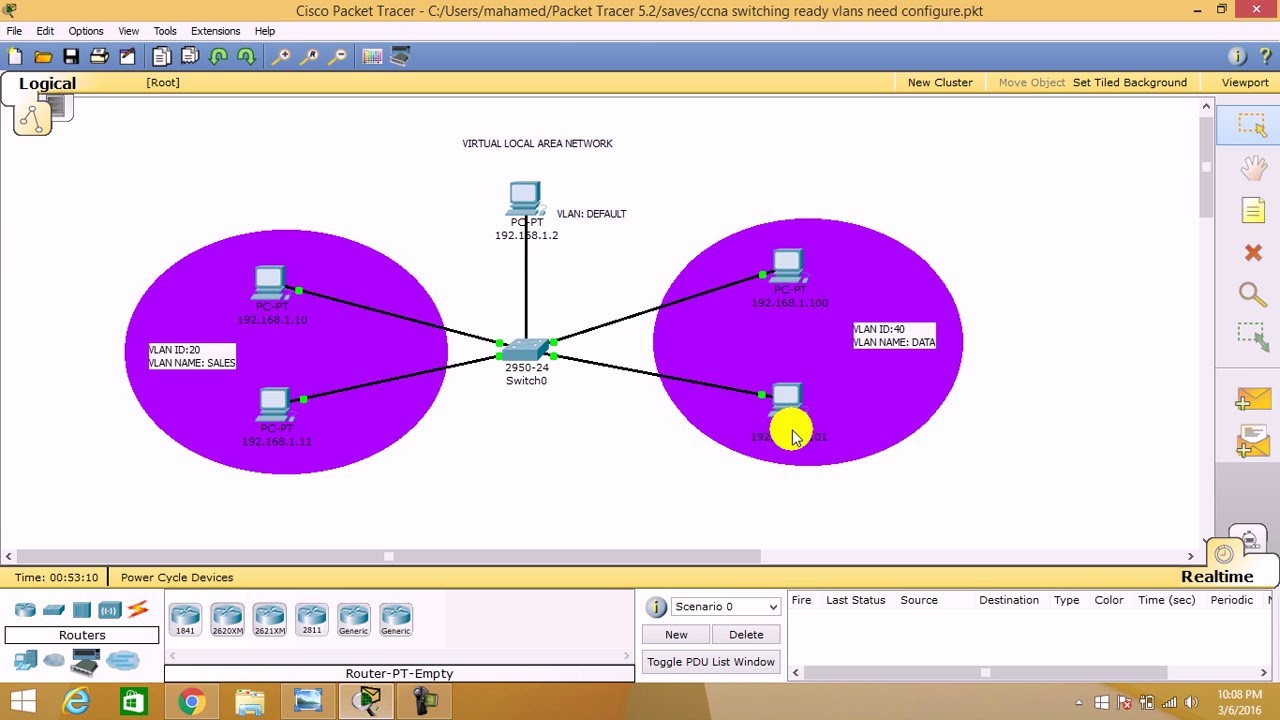 Cisco Packet Tracer - C:/Users/mahamed/Packet Tracer 5.2/saves/ccna switching ready vlans need configure.pkt
File Edit Options View Tools Extensions Help
Logical
[Root]
New Cluster
Move Object
Set Tiled Background
Viewport
VIRTUAL LOCAL AREA NETWORK
VLAN: DEFAULT
PC-PT
192.168.1.2
PC-PT
192.168.1.10
PC-PT
192.168.1.100
VLAN ID:20
VLAN NAME: SALES
VLAN ID:40
VLAN NAME: DATA
2950-24
Switch0
PC-PT
192.168.1.11
Realtime
Time: 00:53:10
Power Cycle Devices
Routers
1841
2620XM
2621XM
2811
Generic
Generic
Router-PT-Empty
Scenario 0
New
Delete
Toggle PDU List Window
Fire Last Status Source Destination Type Color Time (sec) Periodic
10:08 PM
3/6/2016